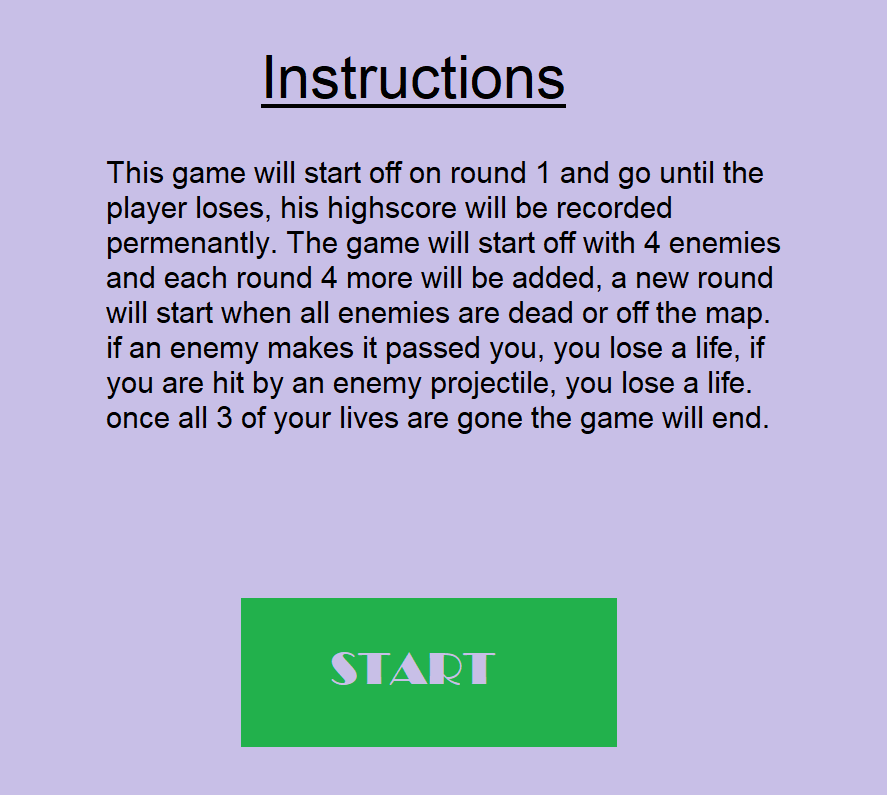 Instructions
This game will start off on round 1 and go until the
player loses, his highscore will be recorded
permenantly. The game will start off with 4 enemies
and each round 4 more will be added, a new round
will start when all enemies are dead or off the map.
if an enemy makes it passed you, you lose a life, if
you are hit by an enemy projectile, you lose a life.
once all 3 of your lives are gone the game will end.
START